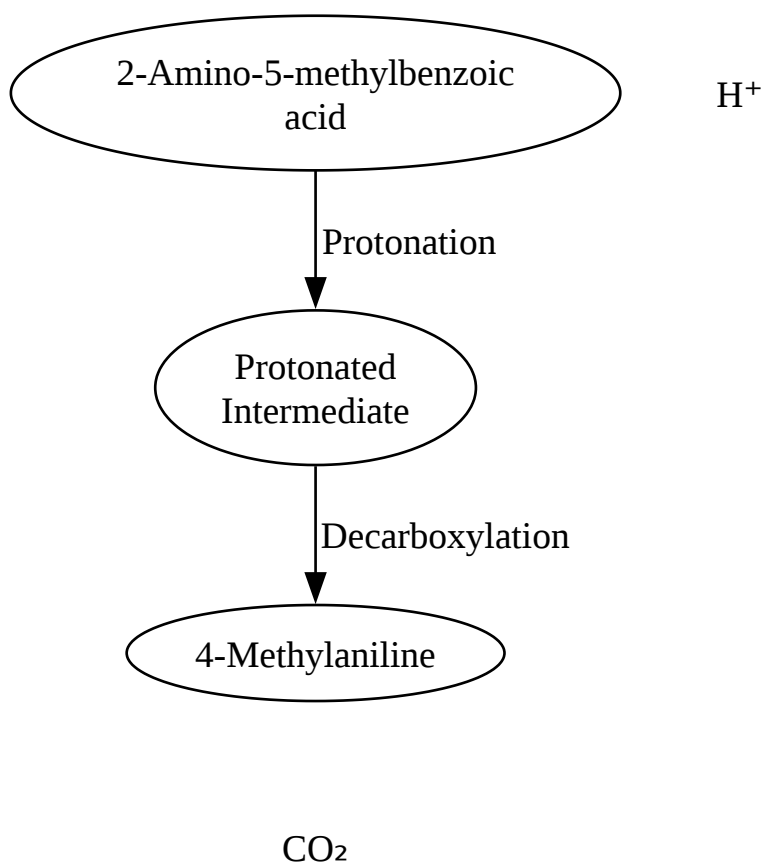 2-Amino-5-methylbenzoic
acid
H⁺
Protonation
Protonated
Intermediate
Decarboxylation
4-Methylaniline
CO₂